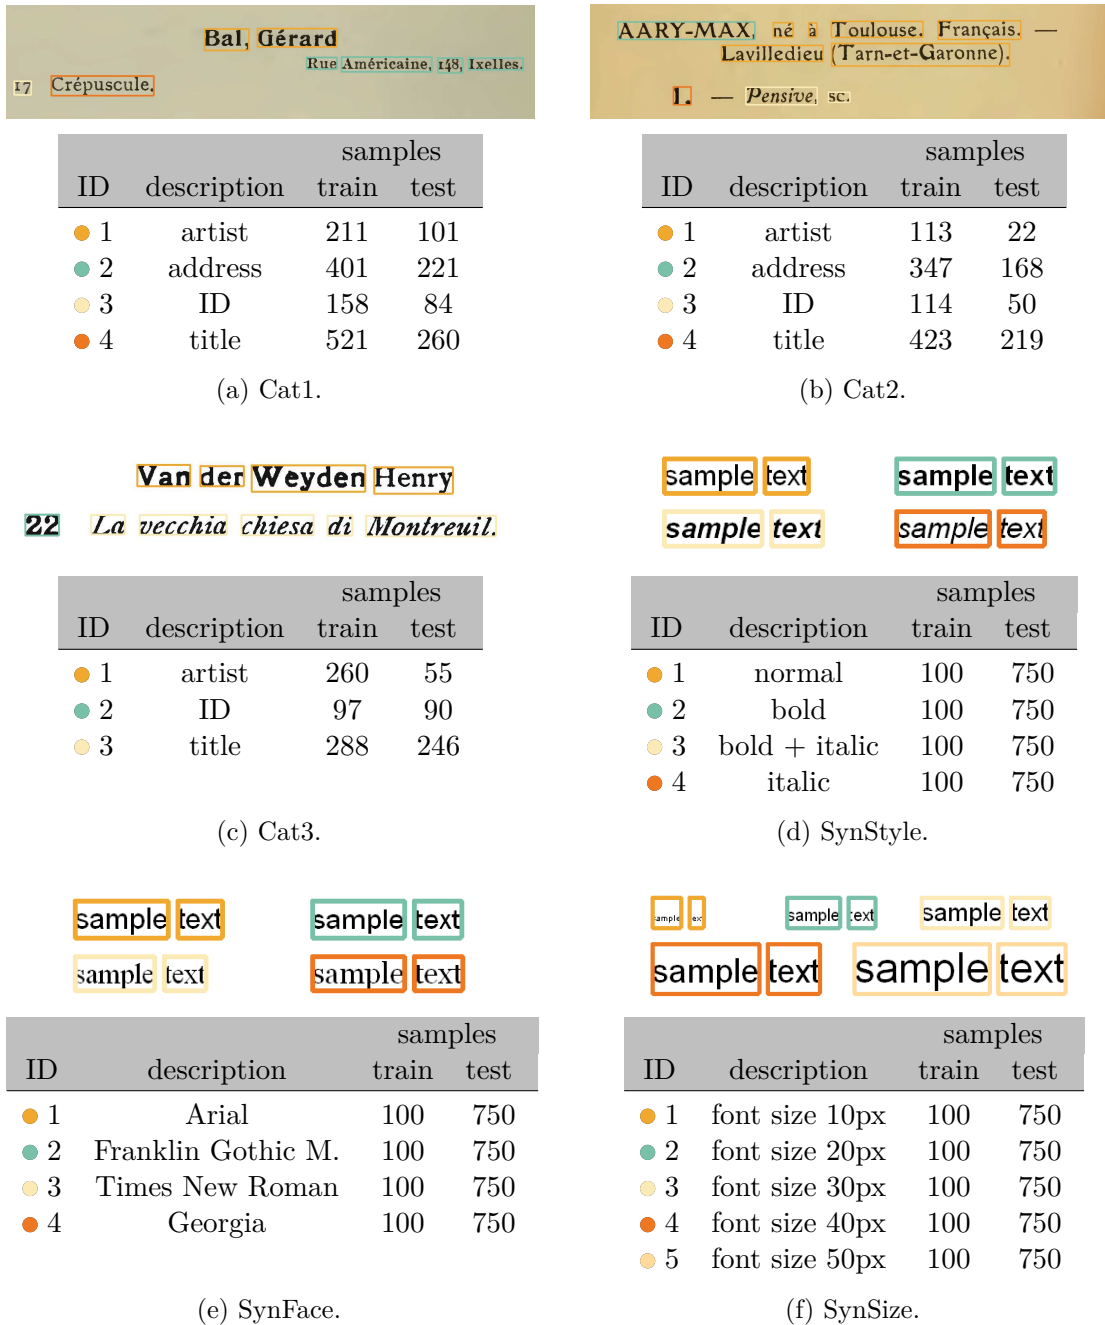 Bal, Gérard
Rue Américaine, 148, Ixelles.
17 Crépuscule.
samples
ID description train test
1 artist 211 101
2 address 401 221
3 ID 158 84
4 title 521 260
(a) Cat1.
AARY-MAX, né à Toulouse. Français. —
Lavilledieu (Tarn-et-Garonne).
1. — Pensive, sc.
samples
ID description train test
1 artist 113 22
2 address 347 168
3 ID 114 50
4 title 423 219
(b) Cat2.
Van der Weyden Henry
22 La vecchia chiesa di Montreuil.
samples
ID description train test
1 artist 260 55
2 ID 97 90
3 title 288 246
(c) Cat3.
sample text sample text
sample text sample text
samples
ID description train test
1 normal 100 750
2 bold 100 750
3 bold + italic 100 750
4 italic 100 750
(d) SynStyle.
sample text sample text
sample text sample text
samples
ID description train test
1 Arial 100 750
2 Franklin Gothic M. 100 750
3 Times New Roman 100 750
4 Georgia 100 750
(e) SynFace.
sample text sample text sample text
sample text sample text
samples
ID description train test
1 font size 10px 100 750
2 font size 20px 100 750
3 font size 30px 100 750
4 font size 40px 100 750
5 font size 50px 100 750
(f) SynSize.